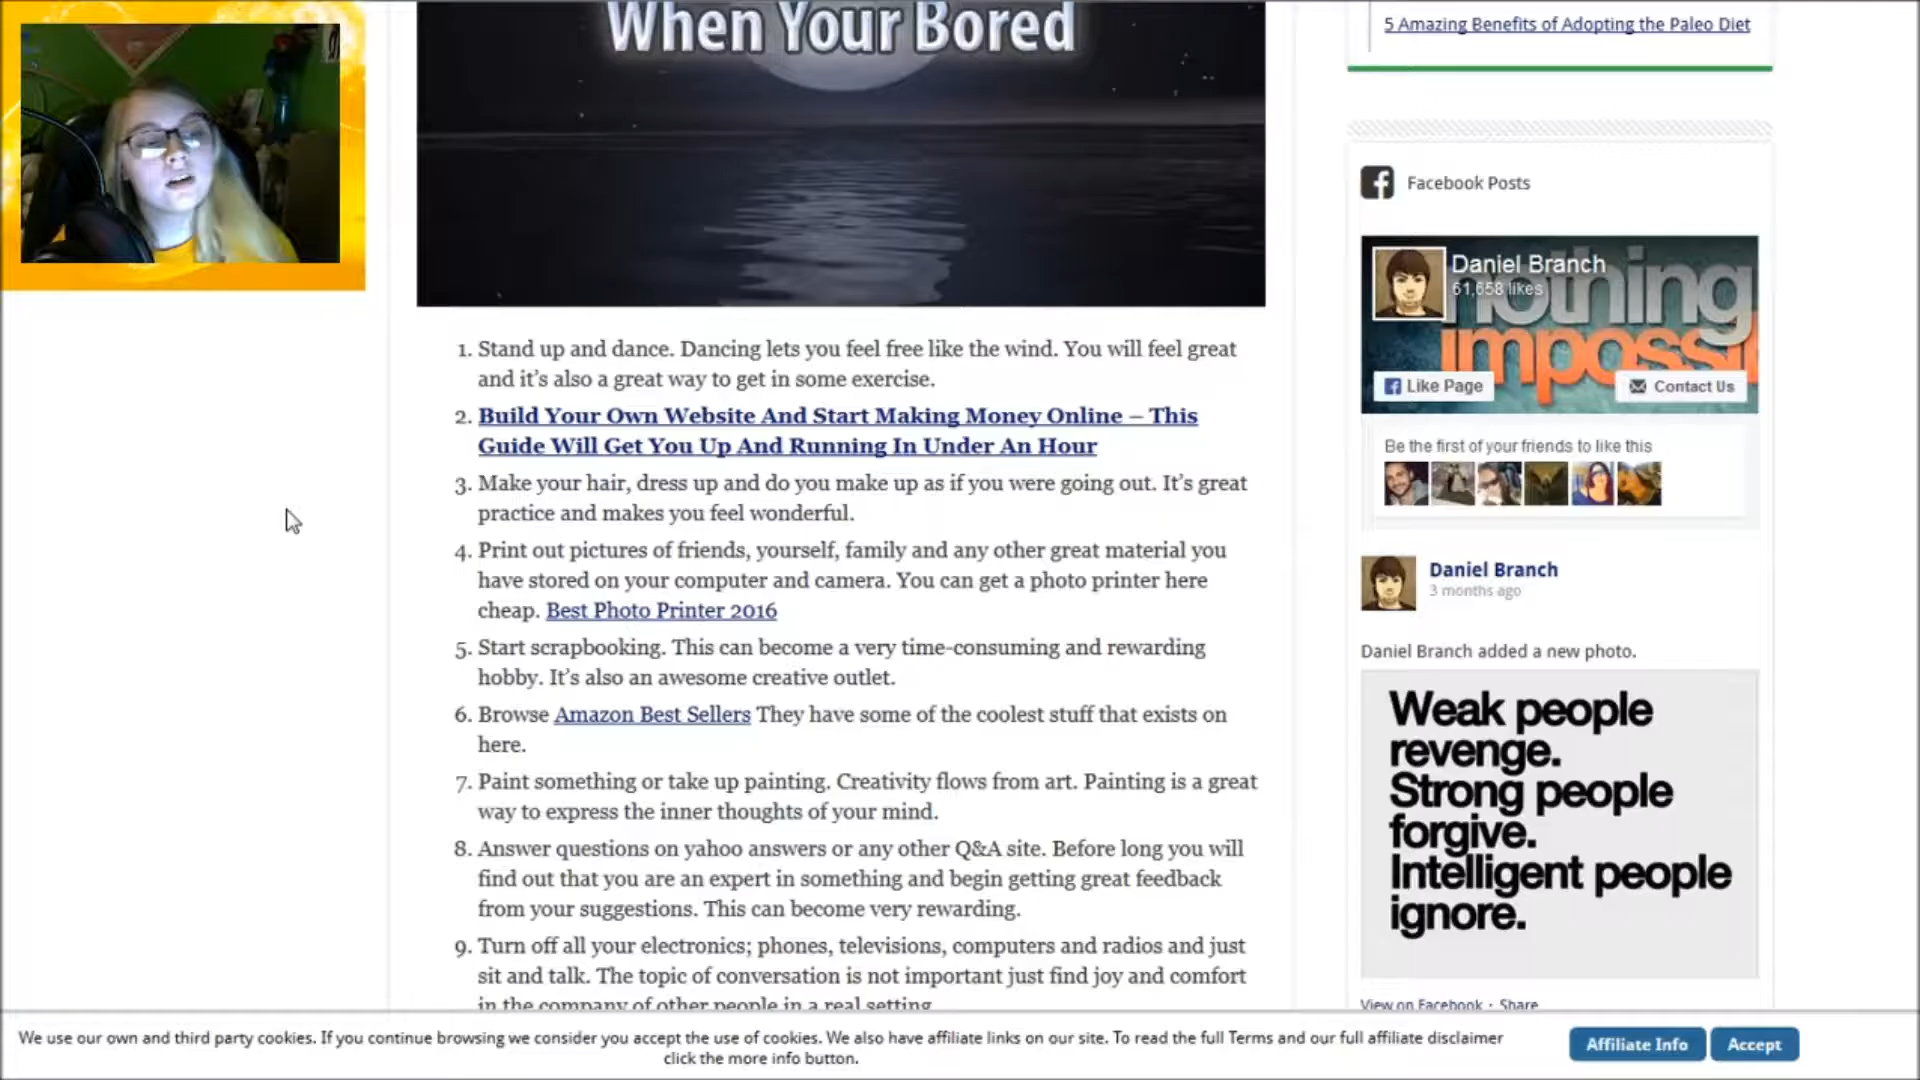 When Your Bored
1. Stand up and dance. Dancing lets you feel free like the wind. You will feel great
and it's also a great way to get in some exercise.
2. Build Your Own Website And Start Making Money Online – This
Guide Will Get You Up And Running In Under An Hour
3. Make your hair, dress up and do you make up as if you were going out. It's great
practice and makes you feel wonderful.
4. Print out pictures of friends, yourself, family and any other great material you
have stored on your computer and camera. You can get a photo printer here
cheap. Best Photo Printer 2016
5. Start scrapbooking. This can become a very time-consuming and rewarding
hobby. It's also an awesome creative outlet.
6. Browse Amazon Best Sellers They have some of the coolest stuff that exists on
here.
7. Paint something or take up painting. Creativity flows from art. Painting is a great
way to express the inner thoughts of your mind.
8. Answer questions on yahoo answers or any other Q&A site. Before long you will
find out that you are an expert in something and begin getting great feedback
from your suggestions. This can become very rewarding.
9. Turn off all your electronics; phones, televisions, computers and radios and just
sit and talk. The topic of conversation is not important just find joy and comfort
in the company of other people in a real setting
5 Amazing Benefits of Adopting the Paleo Diet
Facebook Posts
Daniel Branch
61,658 likes
nothing
impossi
Like Page
Contact Us
Be the first of your friends to like this
Daniel Branch
3 months ago
Daniel Branch added a new photo.
Weak people
revenge.
Strong people
forgive.
Intelligent people
ignore.
View on Facebook · Share
We use our own and third party cookies. If you continue browsing we consider you accept the use of cookies. We also have affiliate links on our site. To read the full Terms and our full affiliate disclaimer
click the more info button.
Affiliate Info
Accept